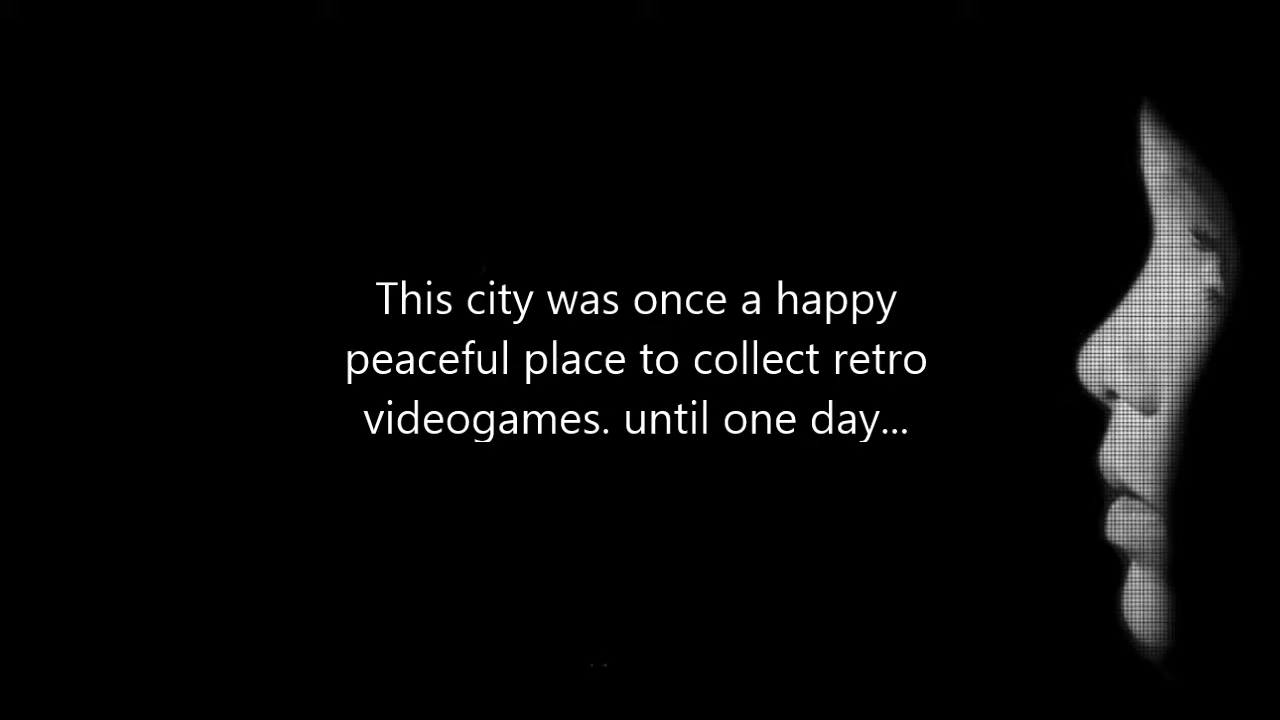 This city was once a happy
peaceful place to collect retro
videogames. until one day...